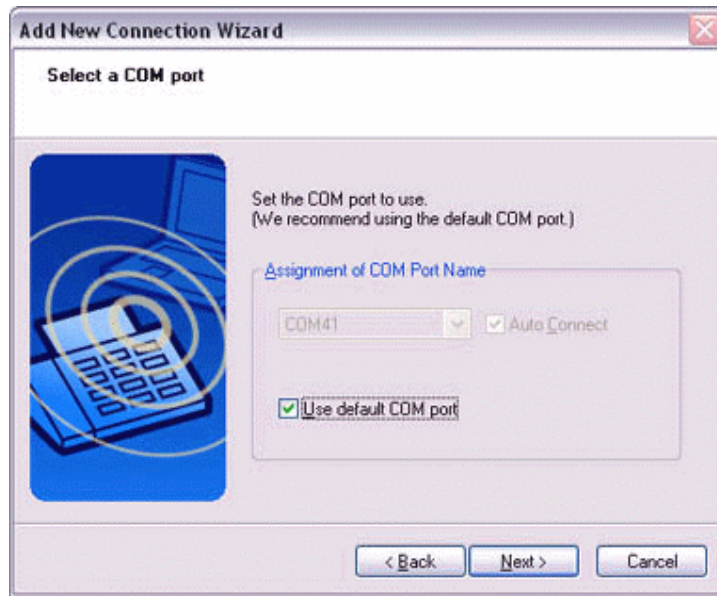 Add New Connection Wizard
Select a COM port
Set the COM port to use.
(We recommend using the default COM port.)
Assignment of COM Port Name
COM41
Auto Connect
Use default COM port
< Back
Next >
Cancel